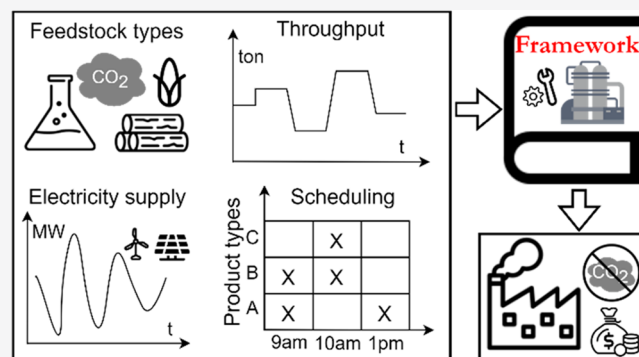 Feedstock types
CO2
Throughput
ton
t
Electricity supply
MW
t
Scheduling
Product types
C
X
B
X X
A
X X
9am 10am 1pm
Framework
CO2
$